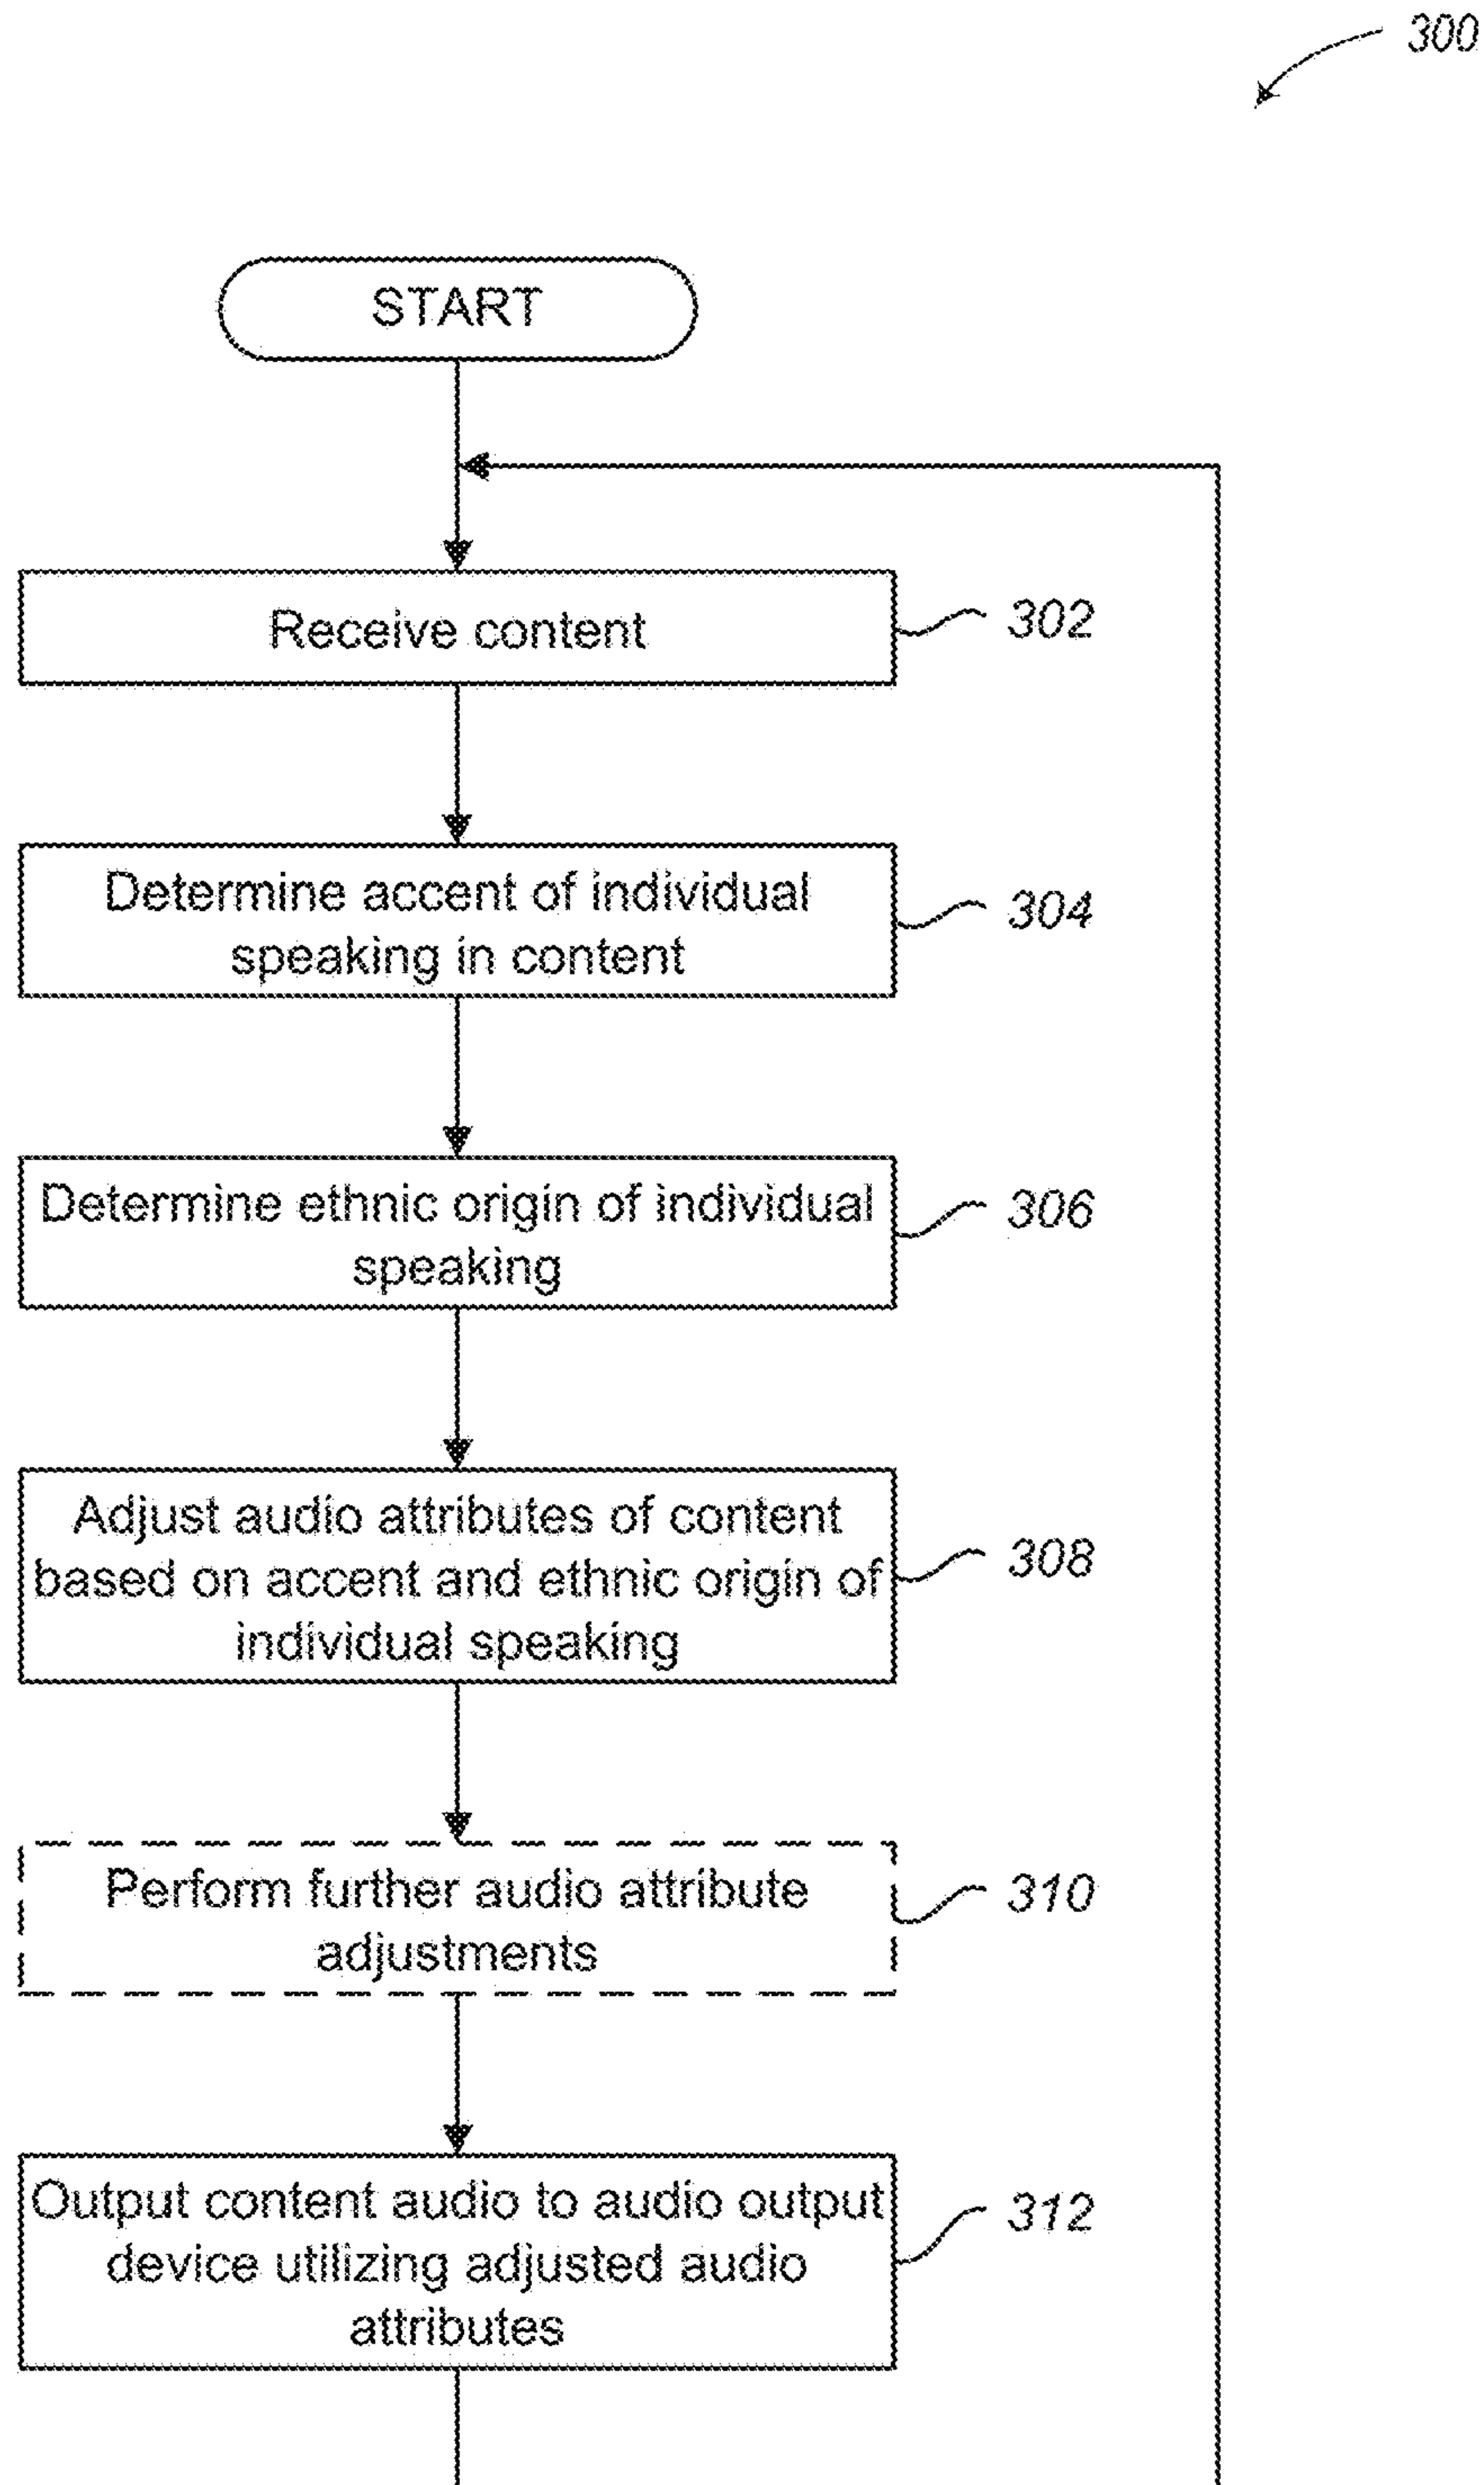 300
START
Receive content
302
Determine accent of individual
speaking in content
304
Determine ethnic origin of individual
speaking
306
Adjust audio attributes of content
based on accent and ethnic origin of
individual speaking
308
Perform further audio attribute
adjustments
310
Output content audio to audio output
device utilizing adjusted audio
attributes
312